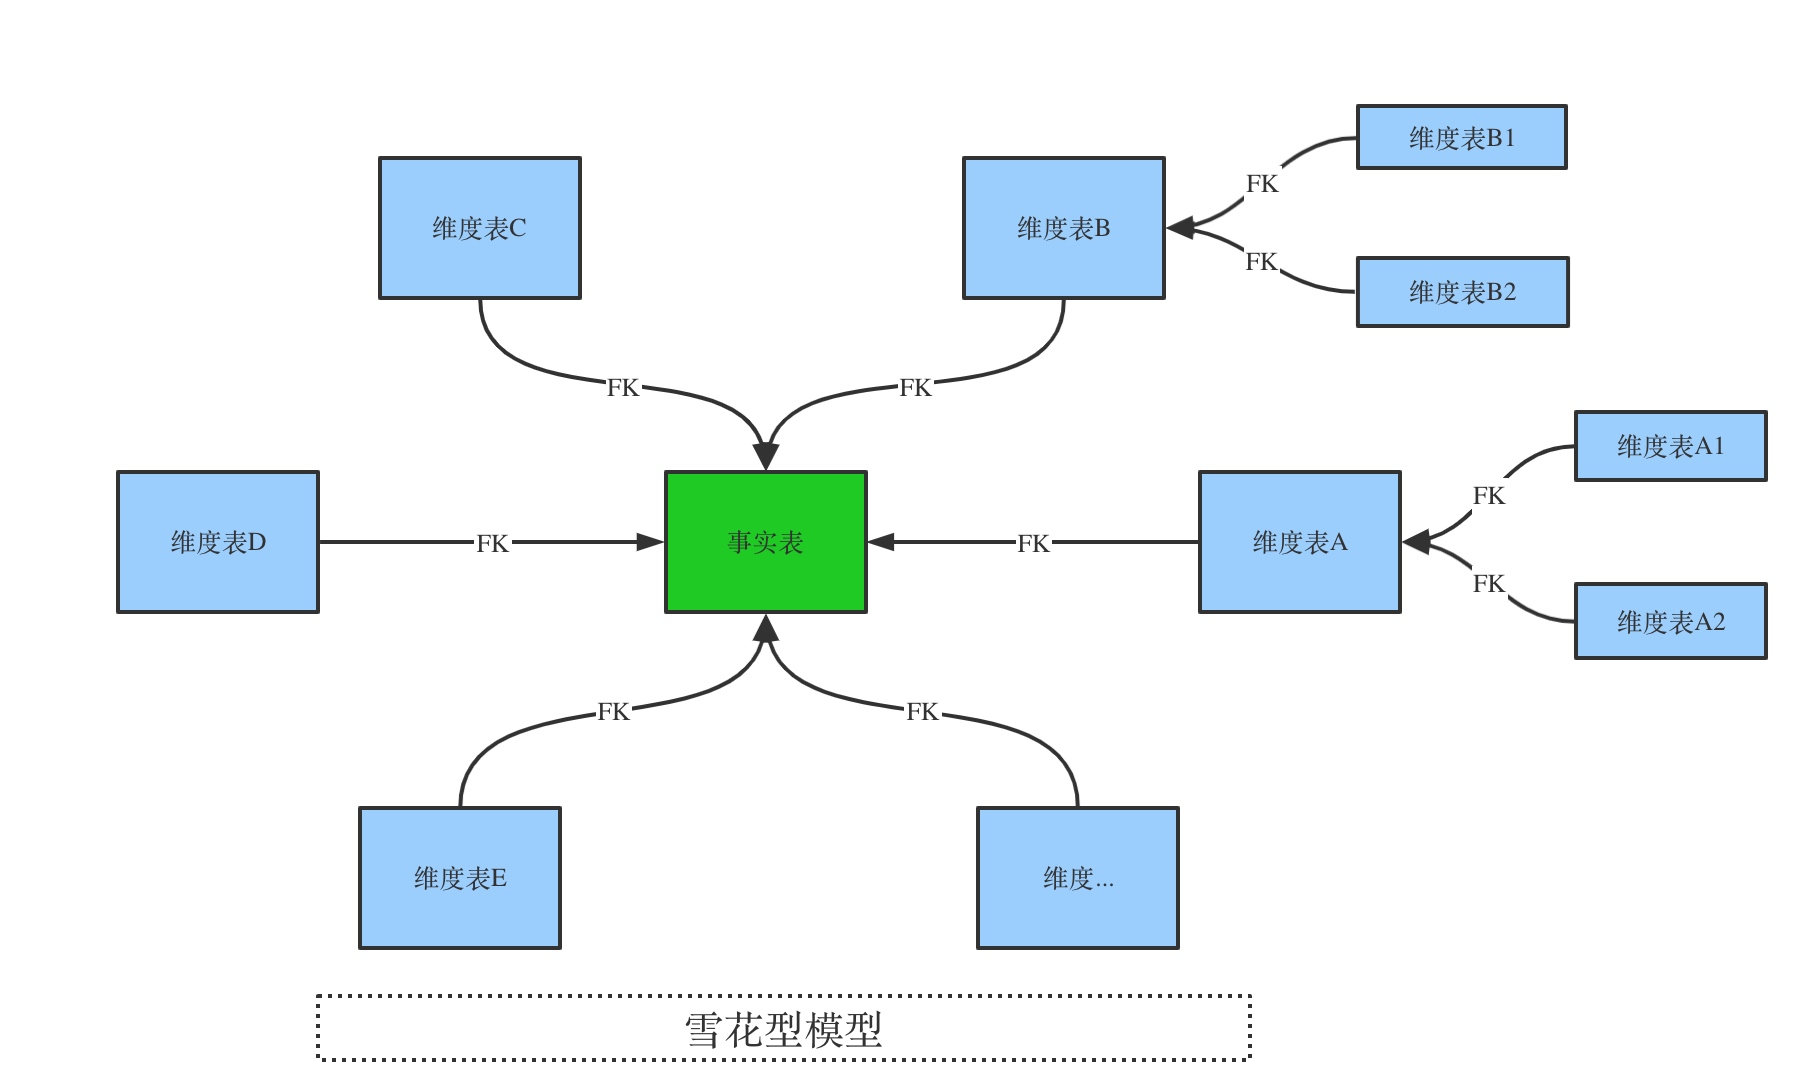 维度表B1
FK
维度表C
维度表B
FK
维度表B2
FK
FK
维度表A1
FK
维度表D
FK
事实表
FK
维度表A
FK
维度表A2
FK
FK
维度表E
维度...
雪花型模型